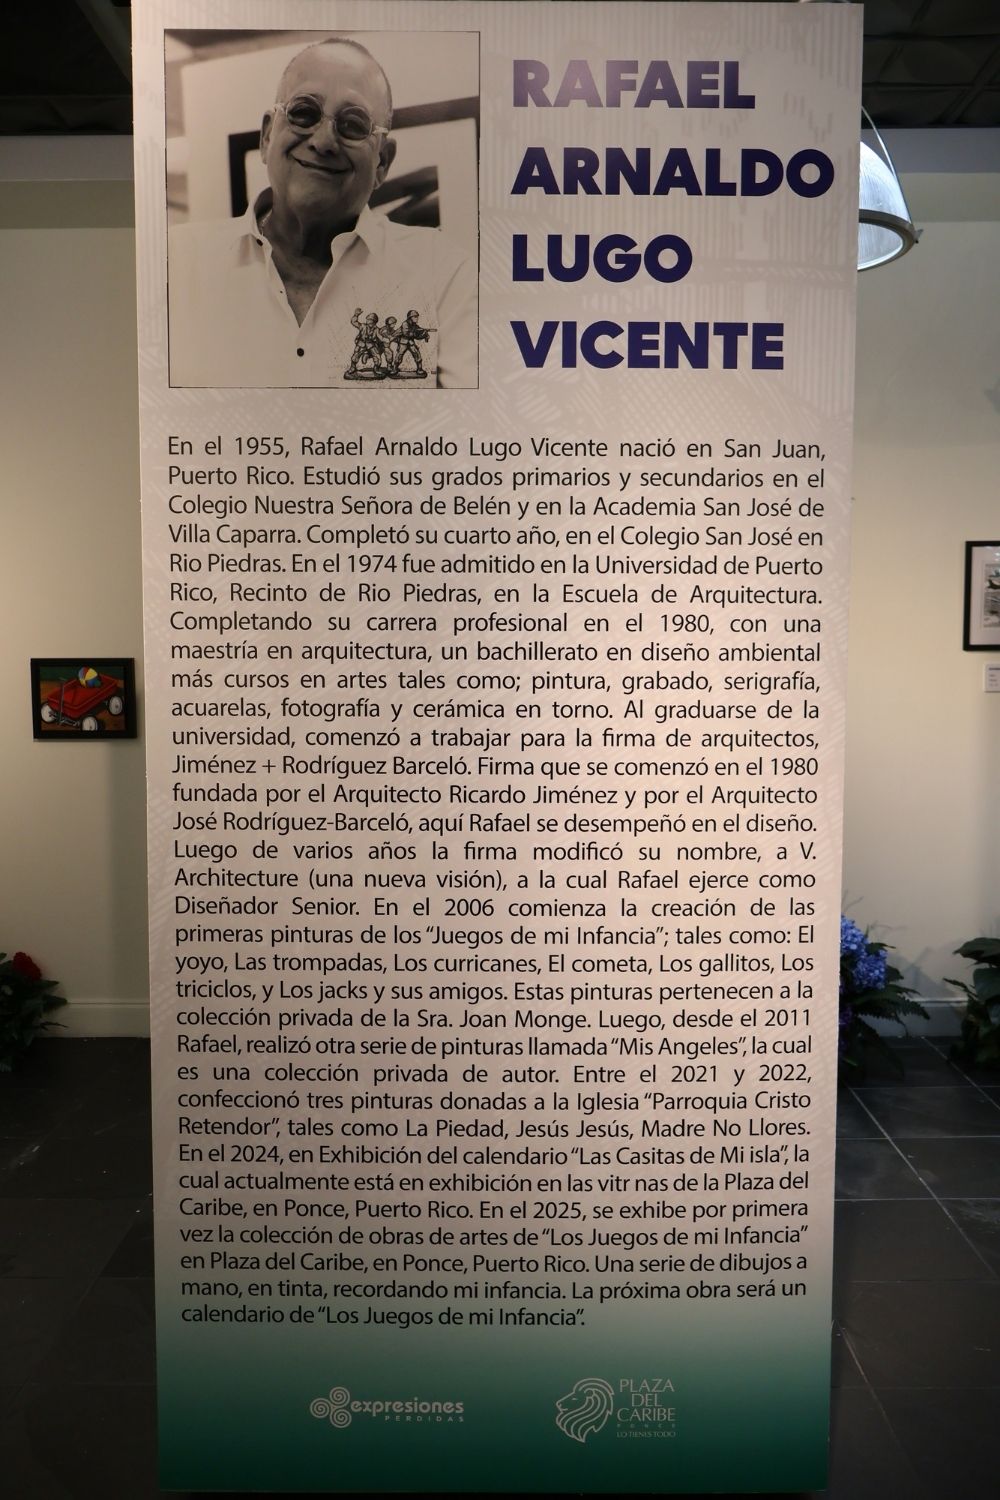 RAFAEL
ARNALDO
LUGO
VICENTE
En el 1955, Rafael Arnaldo Lugo Vicente nació en San Juan,
Puerto Rico. Estudió sus grados primarios y secundarios en el
Colegio Nuestra Señora de Belén y en la Academia San José de
Villa Caparra. Completó su cuarto año, en el Colegio San José en
Rio Piedras. En el 1974 fue admitido en la Universidad de Puerto
Rico, Recinto de Rio Piedras, en la Escuela de Arquitectura.
Completando su carrera profesional en el 1980, con una
maestría en arquitectura, un bachillerato en diseño ambiental
más cursos en artes tales como; pintura, grabado, serigrafía,
acuarelas, fotografía y cerámica en torno. Al graduarse de la
universidad, comenzó a trabajar para la firma de arquitectos,
Jiménez + Rodríguez Barceló. Firma que se comenzó en el 1980
fundada por el Arquitecto Ricardo Jiménez y por el Arquitecto
José Rodríguez-Barceló, aquí Rafael se desempeñó en el diseño.
Luego de varios años la firma modificó su nombre, a V.
Architecture (una nueva visión), a la cual Rafael ejerce como
Diseñador Senior. En el 2006 comienza la creación de las
primeras pinturas de los “Juegos de mi Infancia”; tales como: El
yoyo, Las trompadas, Los curricanes, El cometa, Los gallitos, Los
triciclos, y Los jacks y sus amigos. Estas pinturas pertenecen a la
colección privada de la Sra. Joan Monge. Luego, desde el 2011
Rafael, realizó otra serie de pinturas llamada “Mis Angeles”, la cual
es una colección privada de autor. Entre el 2021 y 2022,
confeccionó tres pinturas donadas a la Iglesia “Parroquia Cristo
Retendor”, tales como La Piedad, Jesús Jesús, Madre No Llores.
En el 2024, en Exhibición del calendario “Las Casitas de Mi isla”, la
cual actualmente está en exhibición en las vitr nas de la Plaza del
Caribe, en Ponce, Puerto Rico. En el 2025, se exhibe por primera
vez la colección de obras de artes de “Los Juegos de mi Infancia”
en Plaza del Caribe, en Ponce, Puerto Rico. Una serie de dibujos a
mano, en tinta, recordando mi infancia. La próxima obra será un
calendario de “Los Juegos de mi Infancia”.
expresiones
PERDIDAS
PLAZA
DEL
CARIBE
PONCE
LO TIENES TODO